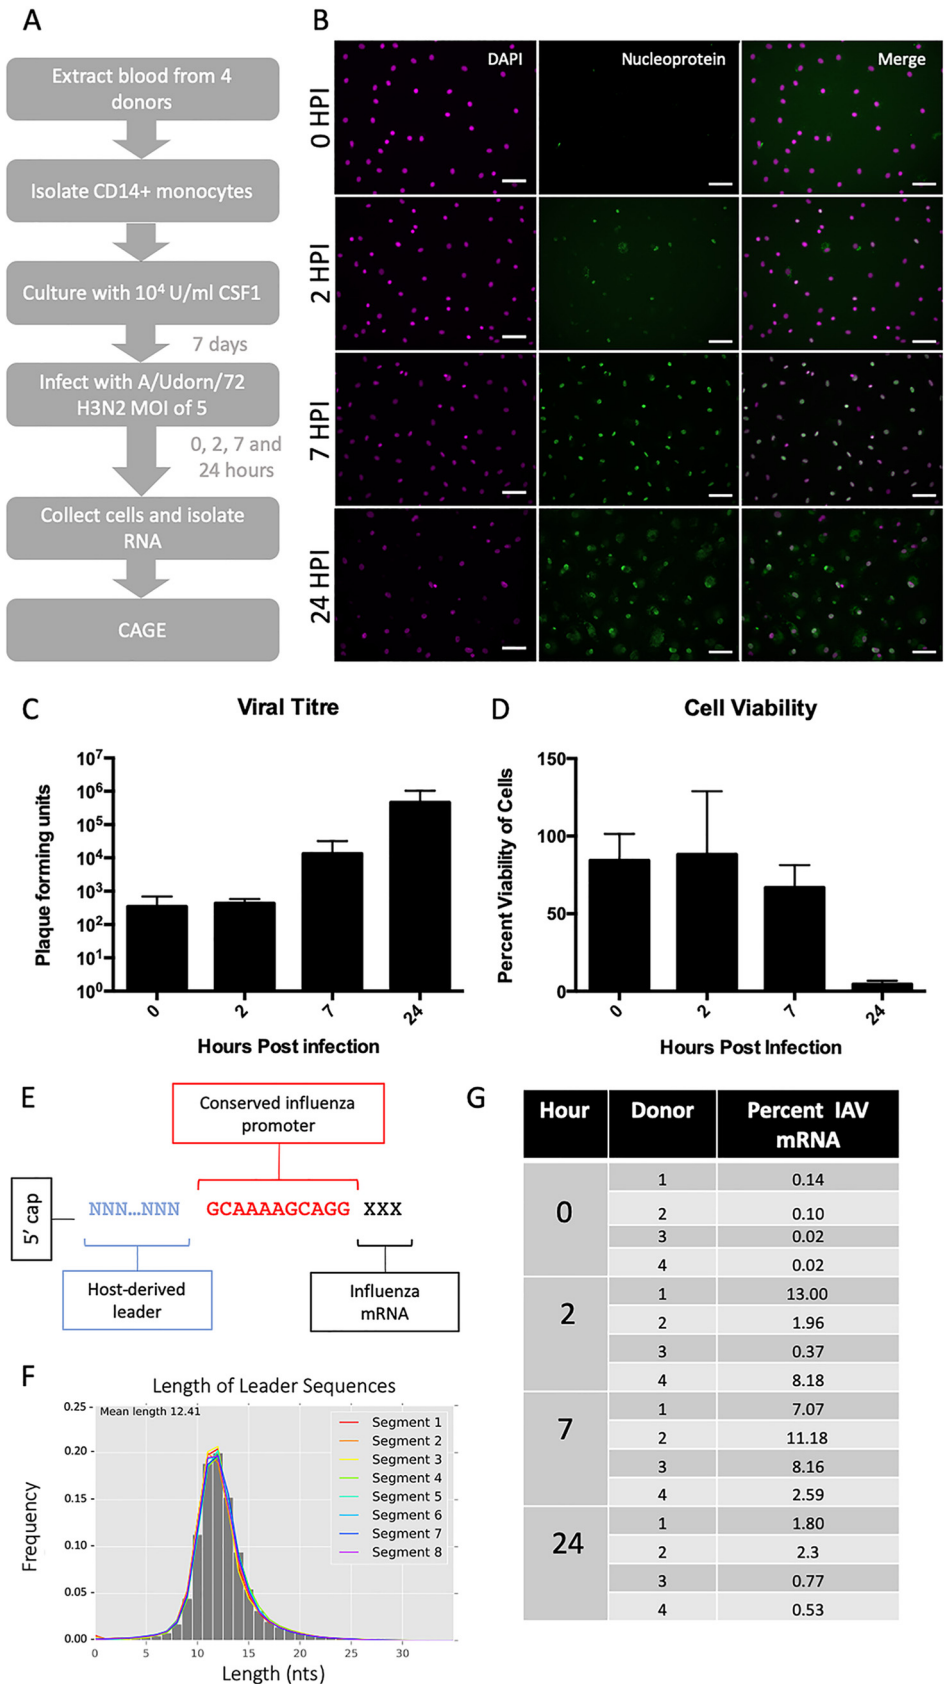 A
Extract blood from 4
donors
Isolate CD14+ monocytes
Culture with 10⁴ U/ml CSF1
7 days
Infect with A/Udorn/72
H3N2 MOI of 5
0, 2, 7 and
24 hours
Collect cells and isolate
RNA
CAGE
B
DAPI
Nucleoprotein
Merge
0 HPI
2 HPI
7 HPI
24 HPI
C
Viral Titre
Plaque forming units
10⁷
10⁶
10⁵
10⁴
10³
10²
10¹
10⁰
0
2
7
24
Hours Post infection
D
Cell Viability
Percent Viability of Cells
150
100
50
0
0
2
7
24
Hours Post Infection
E
Conserved influenza
promoter
5' cap
NNN…NNN GCAAAAGCAGG XXX
Host-derived
leader
Influenza
mRNA
F
Length of Leader Sequences
Mean length 12.41
Frequency
0.25
0.20
0.15
0.10
0.05
0.00
Segment 1
Segment 2
Segment 3
Segment 4
Segment 5
Segment 6
Segment 7
Segment 8
0 5 10 15 20 25 30
Length (nts)
G
Hour Donor Percent IAV
mRNA
0
1 0.14
2 0.10
3 0.02
4 0.02
2
1 13.00
2 1.96
3 0.37
4 8.18
7
1 7.07
2 11.18
3 8.16
4 2.59
24
1 1.80
2 2.3
3 0.77
4 0.53